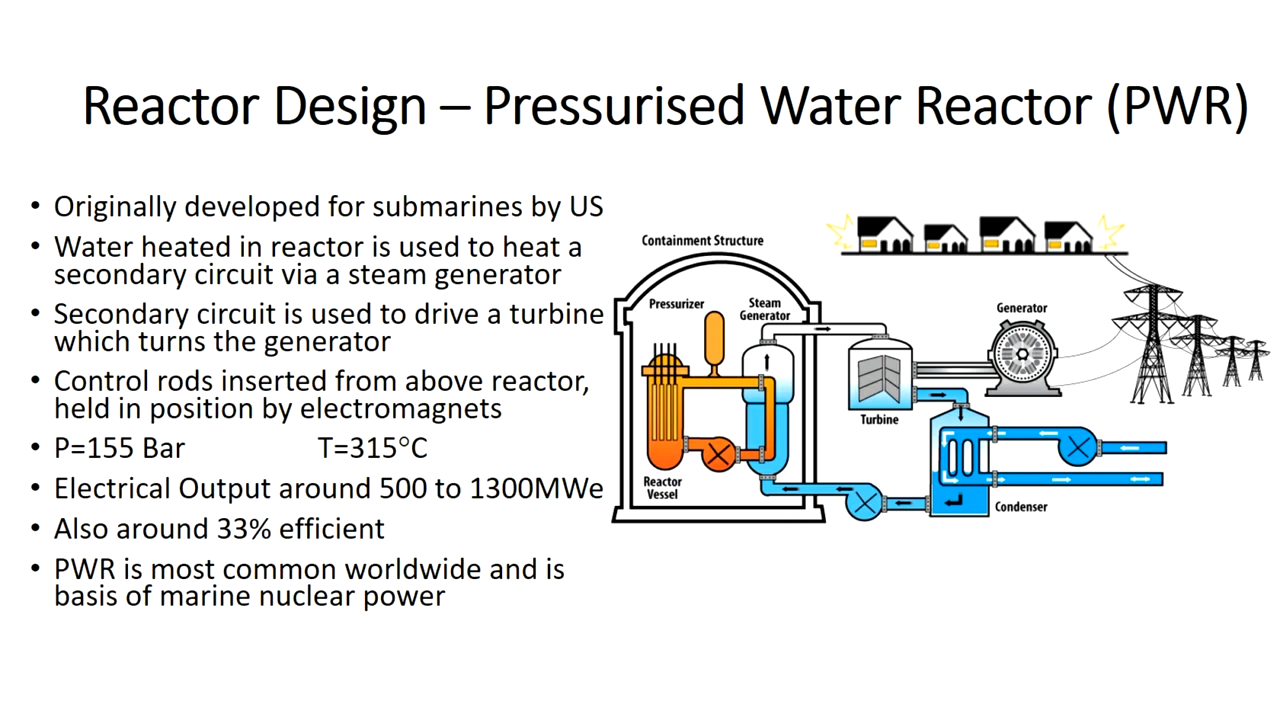 Reactor Design – Pressurised Water Reactor (PWR)
• Originally developed for submarines by US
• Water heated in reactor is used to heat a
secondary circuit via a steam generator
• Secondary circuit is used to drive a turbine
which turns the generator
• Control rods inserted from above reactor,
held in position by electromagnets
• P=155 Bar T=315°C
• Electrical Output around 500 to 1300MWe
• Also around 33% efficient
• PWR is most common worldwide and is
basis of marine nuclear power
Containment Structure
Pressurizer
Steam
Generator
Reactor
Vessel
Turbine
Generator
Condenser